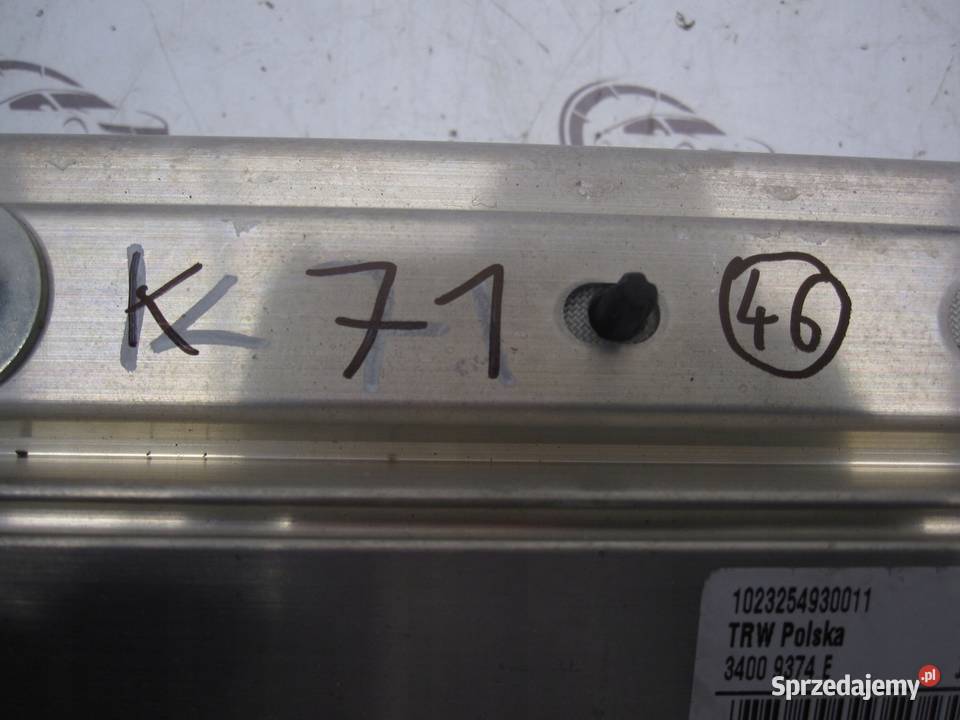 K 71 46
1023254930011
TRW Polska
3400 9374 E
Sprzedajemy.pl